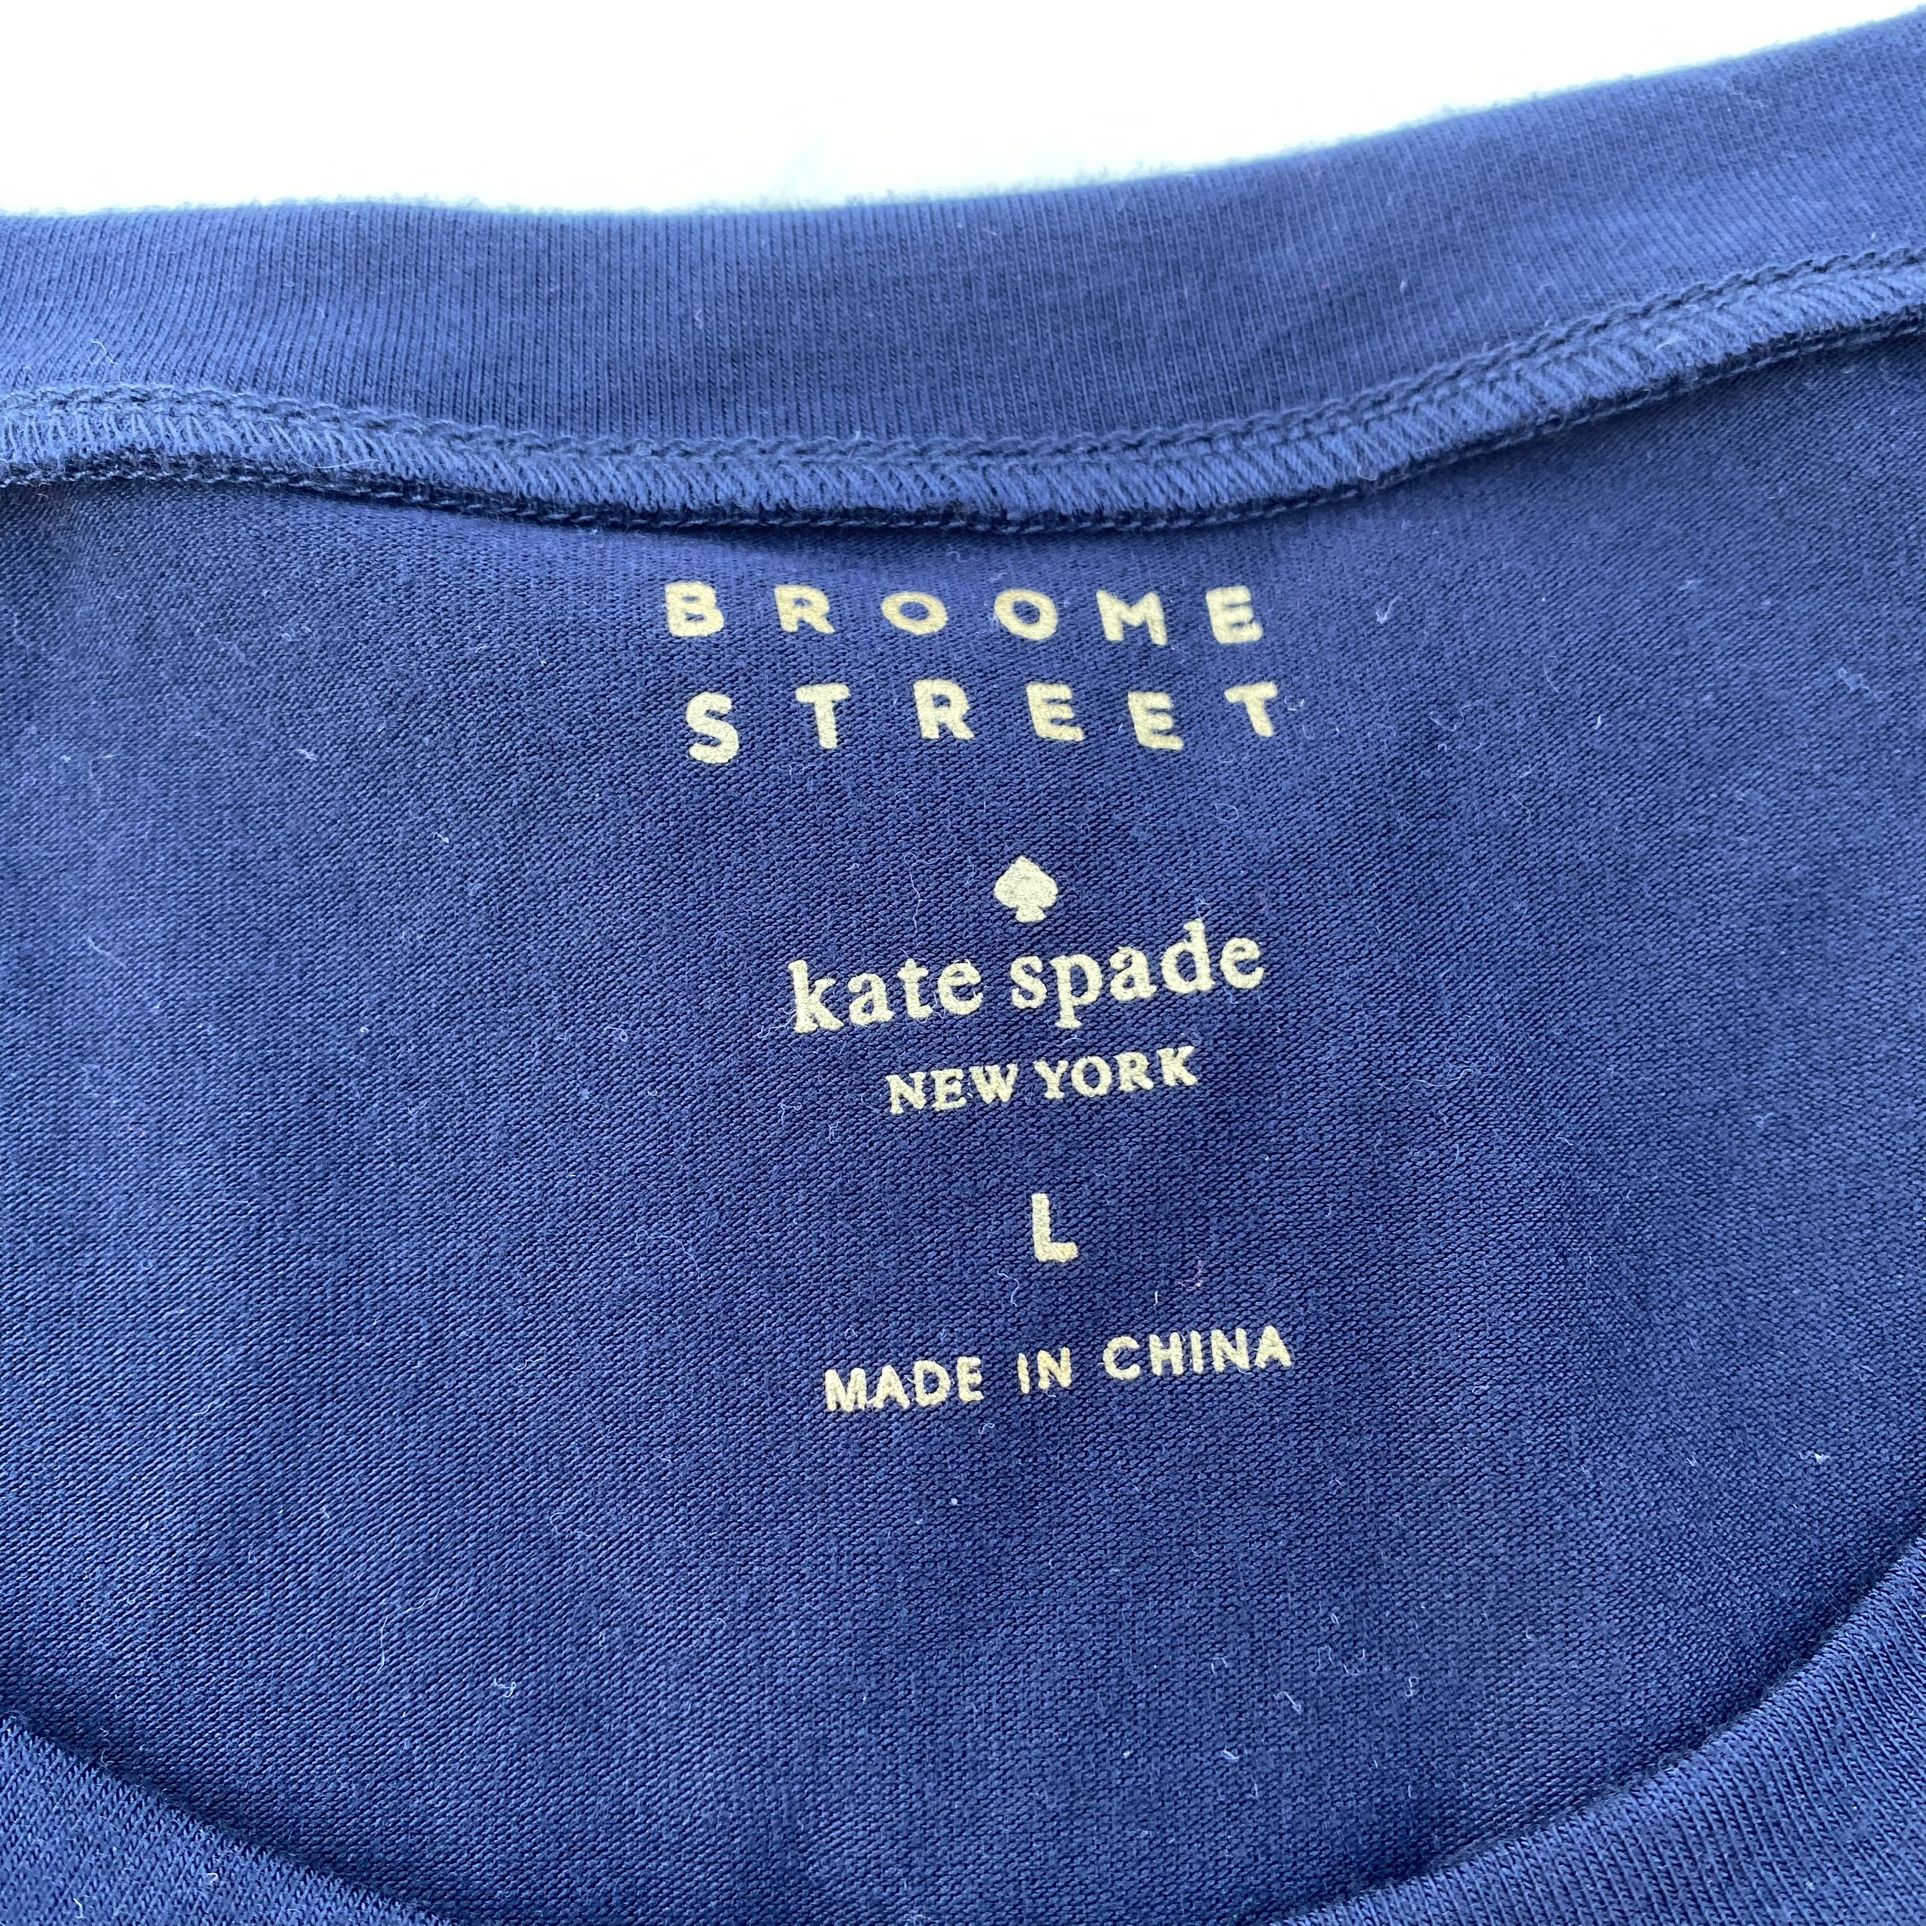 BROOME
STREET
kate spade
NEW YORK
L
MADE IN CHINA